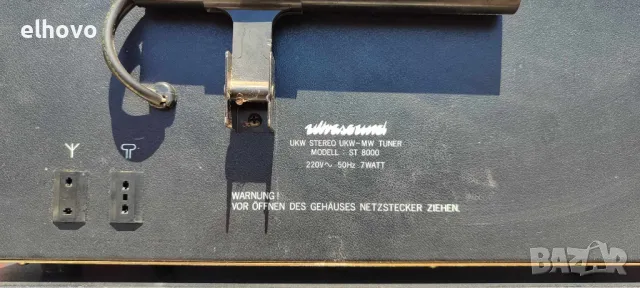 elhovo
ultrasound
UKW STEREO UKW-MW TUNER
MODELL : ST 8000
220V~ 50Hz 7WATT
WARNUNG!
VOR ÖFFNEN DES GEHÄUSES NETZSTECKER ZIEHEN.
bazar